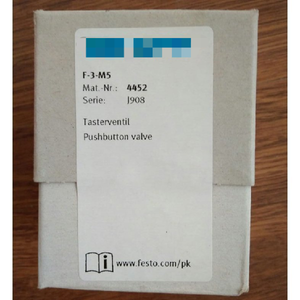 F-3-M5
Mat.-Nr.: 4452
Serie: J908
Tasterventil
Pushbutton valve
www.festo.com/pk